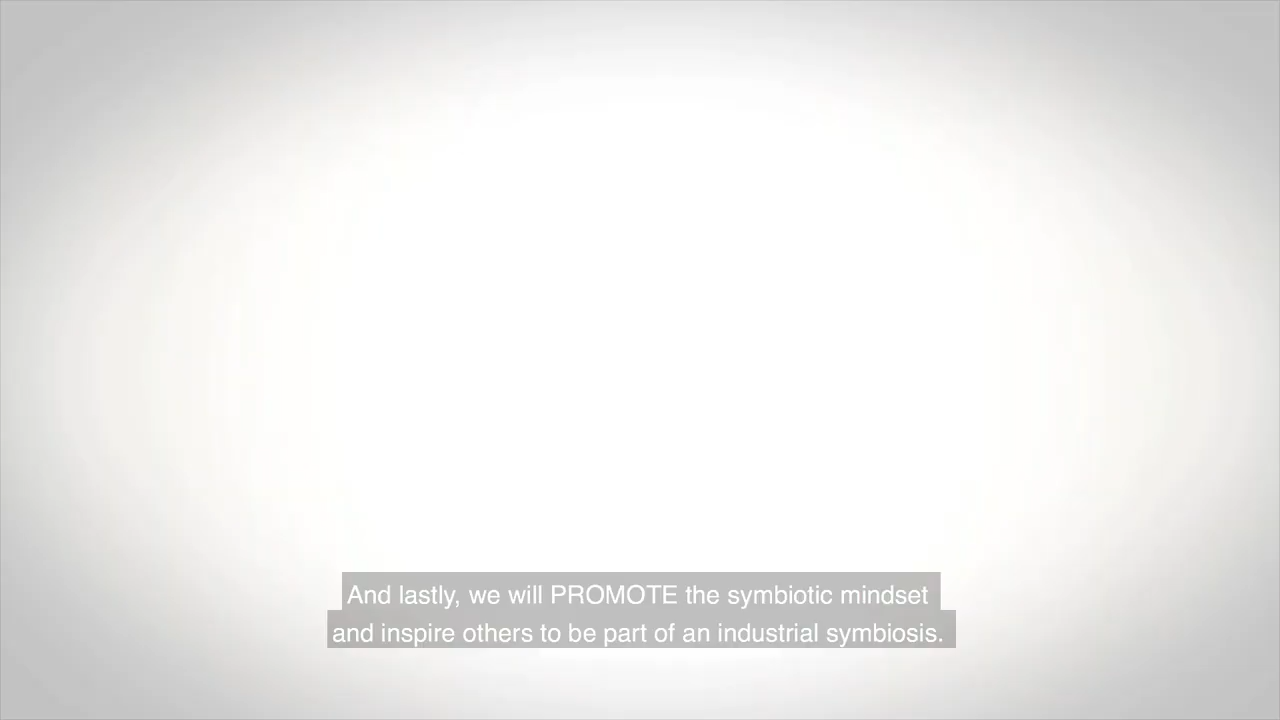 And lastly, we will PROMOTE the symbiotic mindset
and inspire others to be part of an industrial symbiosis.